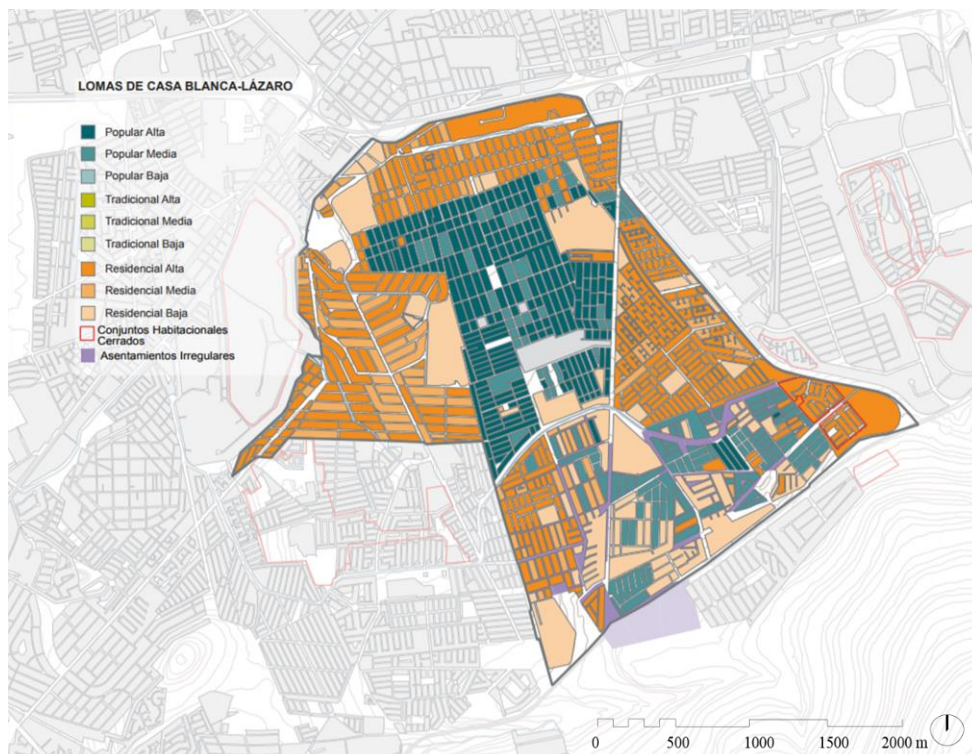 LOMAS DE CASA BLANCA-LÁZARO
Popular Alta
Popular Media
Popular Baja
Tradicional Alta
Tradicional Media
Tradicional Baja
Residencial Alta
Residencial Media
Residencial Baja
Conjuntos Habitacionales
Cerrados
Asentamientos Irregulares
0 500 1000 1500 2000 m